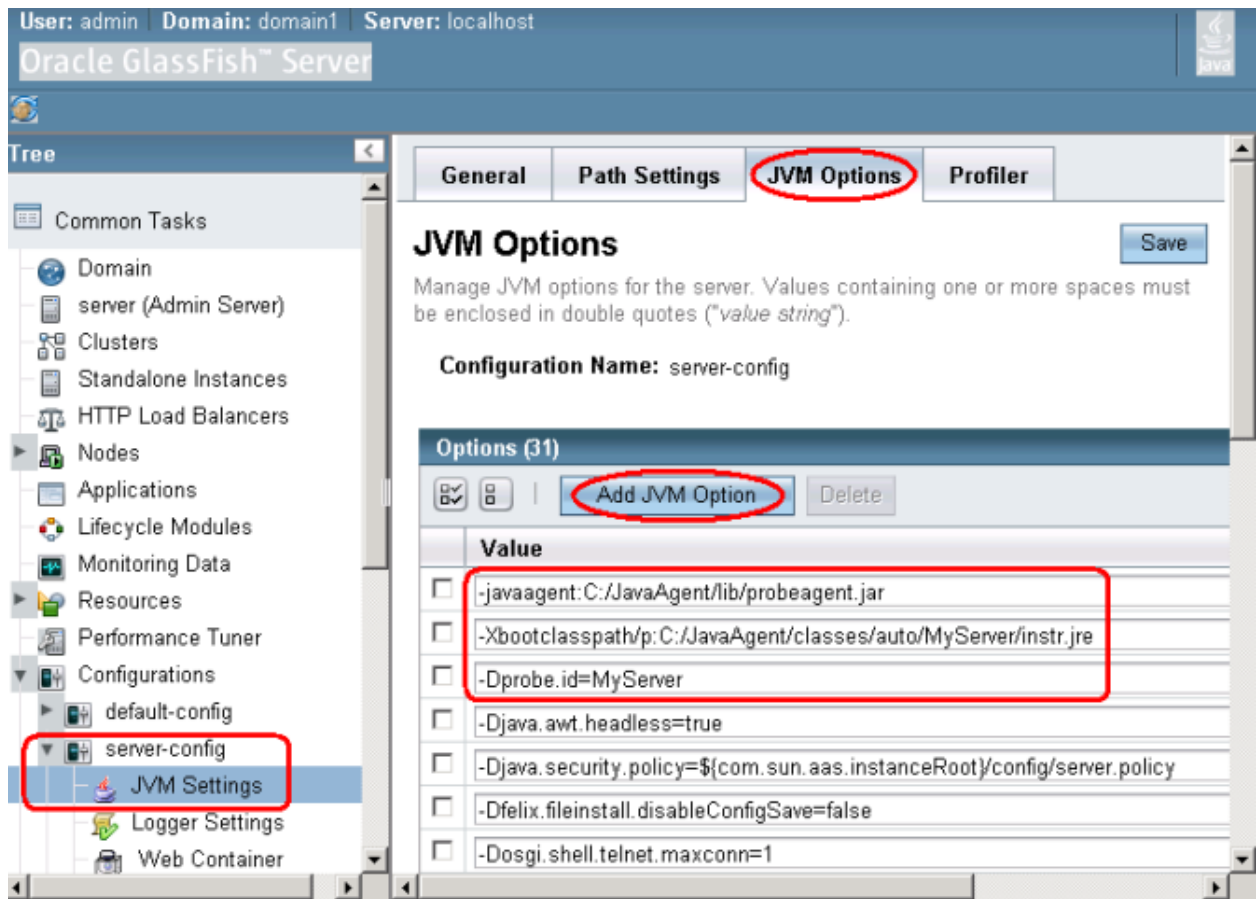 User: admin Domain: domain1 Server: localhost
Oracle GlassFish™ Server
Java
Tree
Common Tasks
Domain
server (Admin Server)
Clusters
Standalone Instances
HTTP Load Balancers
Nodes
Applications
Lifecycle Modules
Monitoring Data
Resources
Performance Tuner
Configurations
default-config
server-config
JVM Settings
Logger Settings
Web Container
General Path Settings JVM Options Profiler
JVM Options
Save
Manage JVM options for the server. Values containing one or more spaces must
be enclosed in double quotes ("value string").
Configuration Name: server-config
Options (31)
Add JVM Option Delete
Value
-javaagent:C:/JavaAgent/lib/probeagent.jar
-Xbootclasspath/p:C:/JavaAgent/classes/auto/MyServer/instr.jre
-Dprobe.id=MyServer
-Djava.awt.headless=true
-Djava.security.policy=${com.sun.aas.instanceRoot}/config/server.policy
-Dfelix.fileinstall.disableConfigSave=false
-Dosgi.shell.telnet.maxconn=1